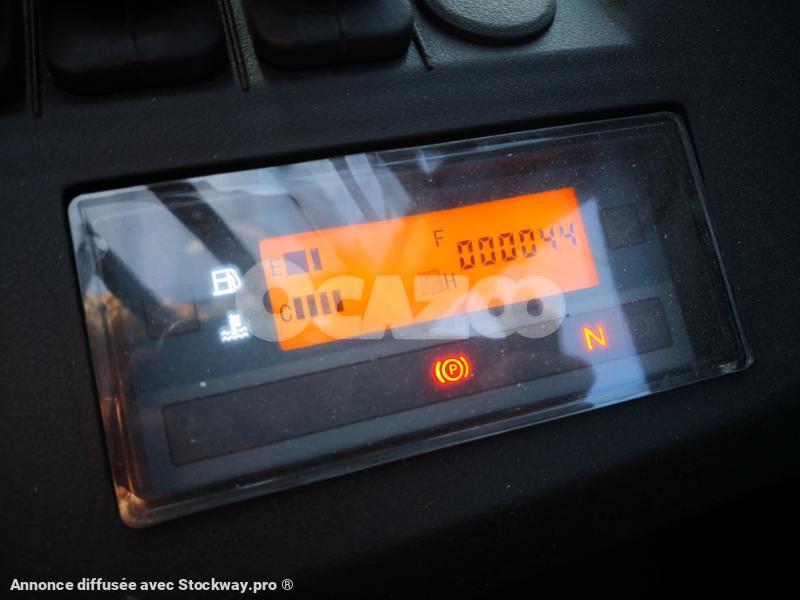 E F 000044
C H
OCAZOO
P N
Annonce diffusée avec Stockway.pro ®